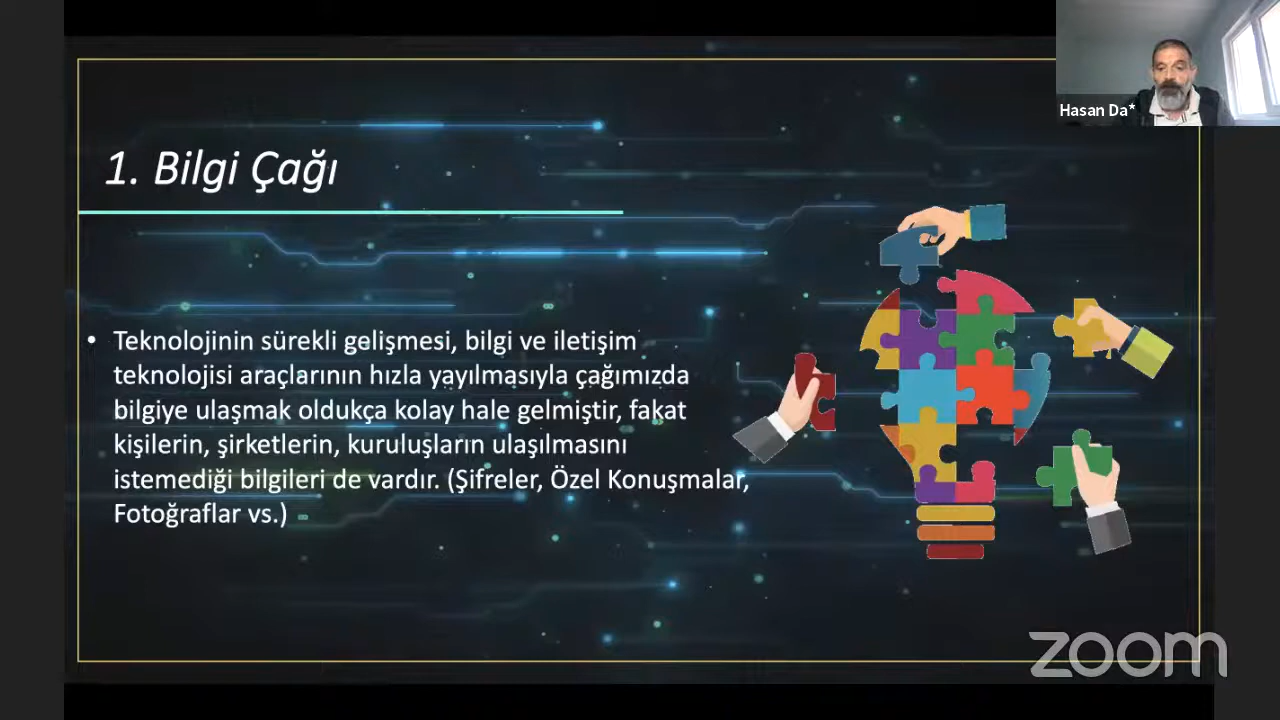 Hasan Da*
1. Bilgi Çağı
• Teknolojinin sürekli gelişmesi, bilgi ve iletişim
teknolojisi araçlarının hızla yayılmasıyla çağımızda
bilgiye ulaşmak oldukça kolay hale gelmiştir, fakat
kişilerin, şirketlerin, kuruluşların ulaşılmasını
istemediği bilgileri de vardır. (Şifreler, Özel Konuşmalar,
Fotoğraflar vs.)
zoom